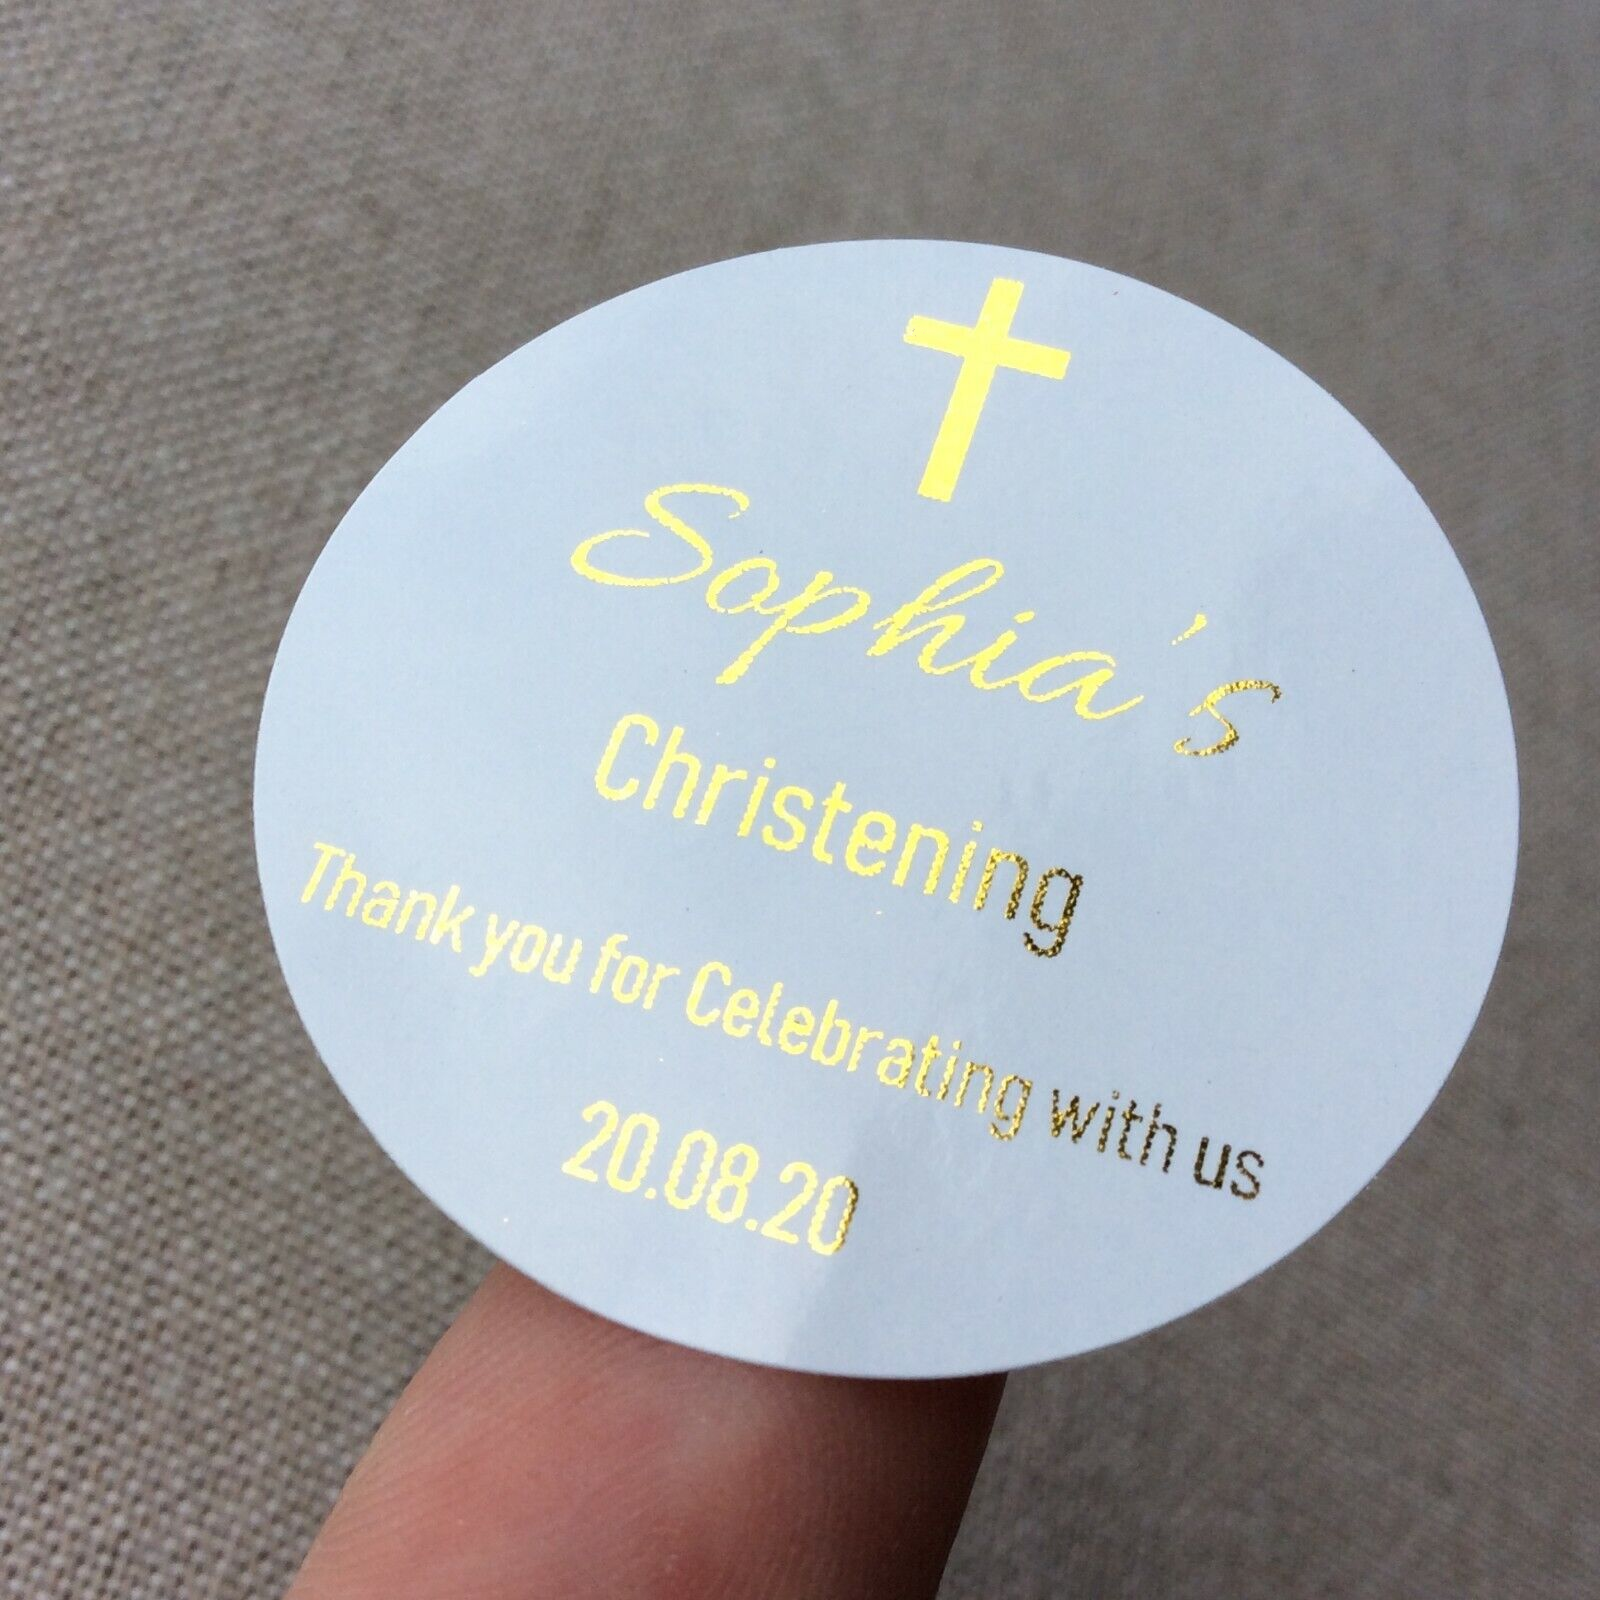 Sophia's
Christening
Thank you for Celebrating with us
20.08.20